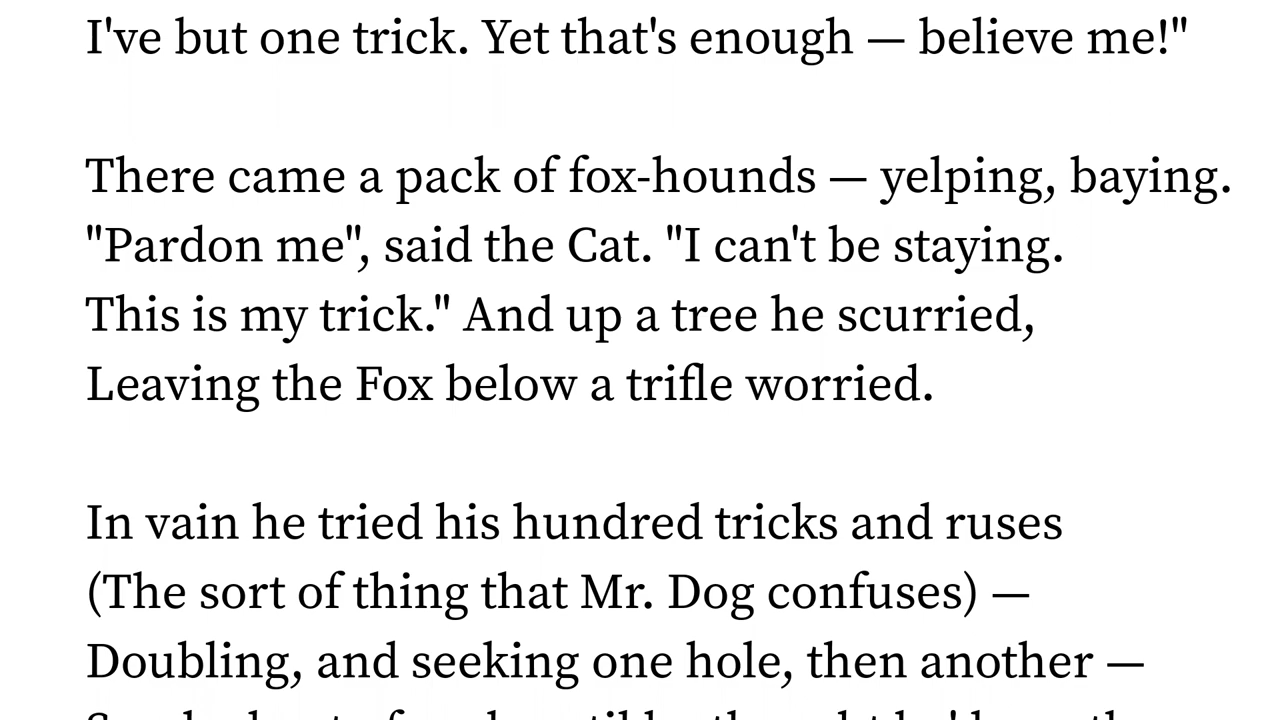 I've but one trick. Yet that's enough — believe me!"
There came a pack of fox-hounds — yelping, baying.
"Pardon me", said the Cat. "I can't be staying.
This is my trick." And up a tree he scurried,
Leaving the Fox below a trifle worried.
In vain he tried his hundred tricks and ruses
(The sort of thing that Mr. Dog confuses) —
Doubling, and seeking one hole, then another —